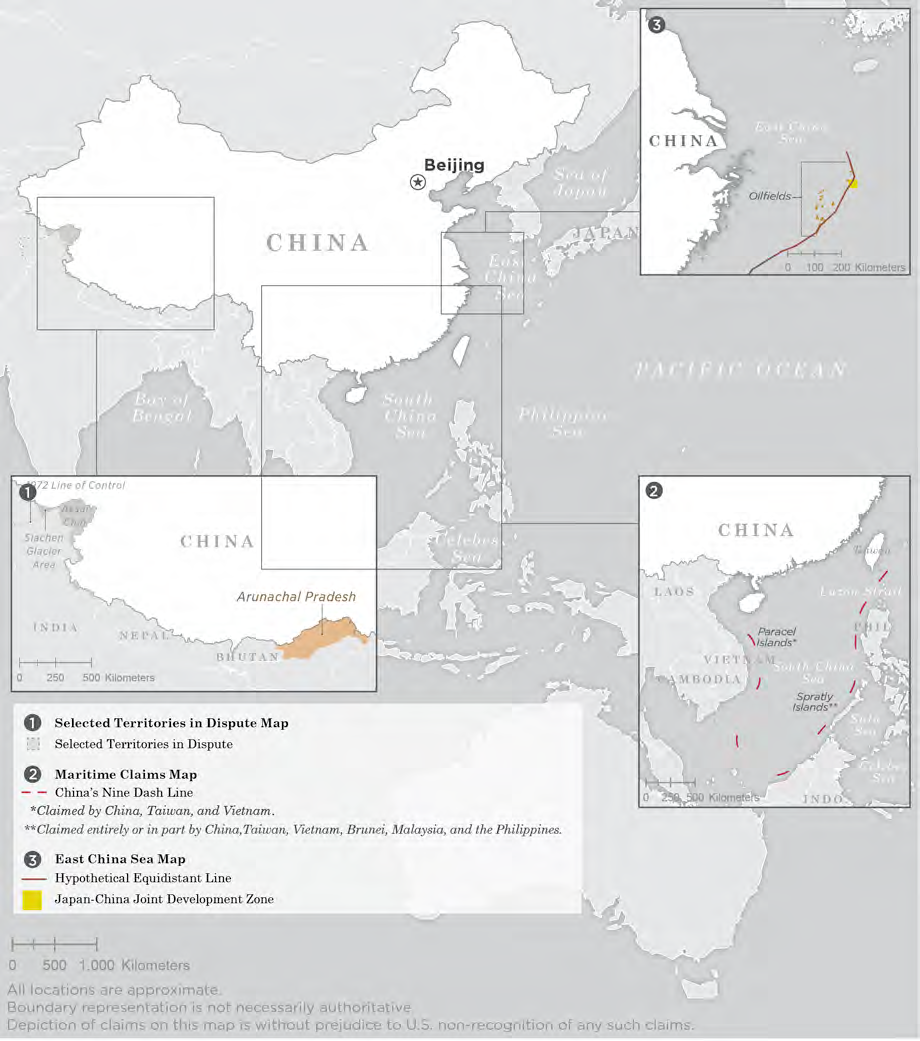 Beijing
CHINA
Sea of
Japan
JAPAN
East
China
Sea
PACIFIC OCEAN
Bay of
Bengal
South
China
Sea
Philippine
Sea
Celebes
Sea
3
CHINA
East China
Sea
Oilfields
0 100 200 Kilometers
1
1972 Line of Control
Aksai
Chin
Siachen
Glacier
Area
CHINA
Arunachal Pradesh
INDIA
NEPAL
BHUTAN
0 250 500 Kilometers
2
CHINA
Taiwan
LAOS
Luzon Strait
PHIL.
Paracel
Islands*
VIETNAM
South China
Sea
CAMBODIA
Spratly
Islands**
Sulu
Sea
Celebes
Sea
0 250 500 Kilometers
INDO.
1 Selected Territories in Dispute Map
Selected Territories in Dispute
2 Maritime Claims Map
China's Nine Dash Line
*Claimed by China, Taiwan, and Vietnam.
**Claimed entirely or in part by China,Taiwan, Vietnam, Brunei, Malaysia, and the Philippines.
3 East China Sea Map
Hypothetical Equidistant Line
Japan-China Joint Development Zone
0 500 1,000 Kilometers
All locations are approximate.
Boundary representation is not necessarily authoritative
Depiction of claims on this map is without prejudice to U.S. non-recognition of any such claims.